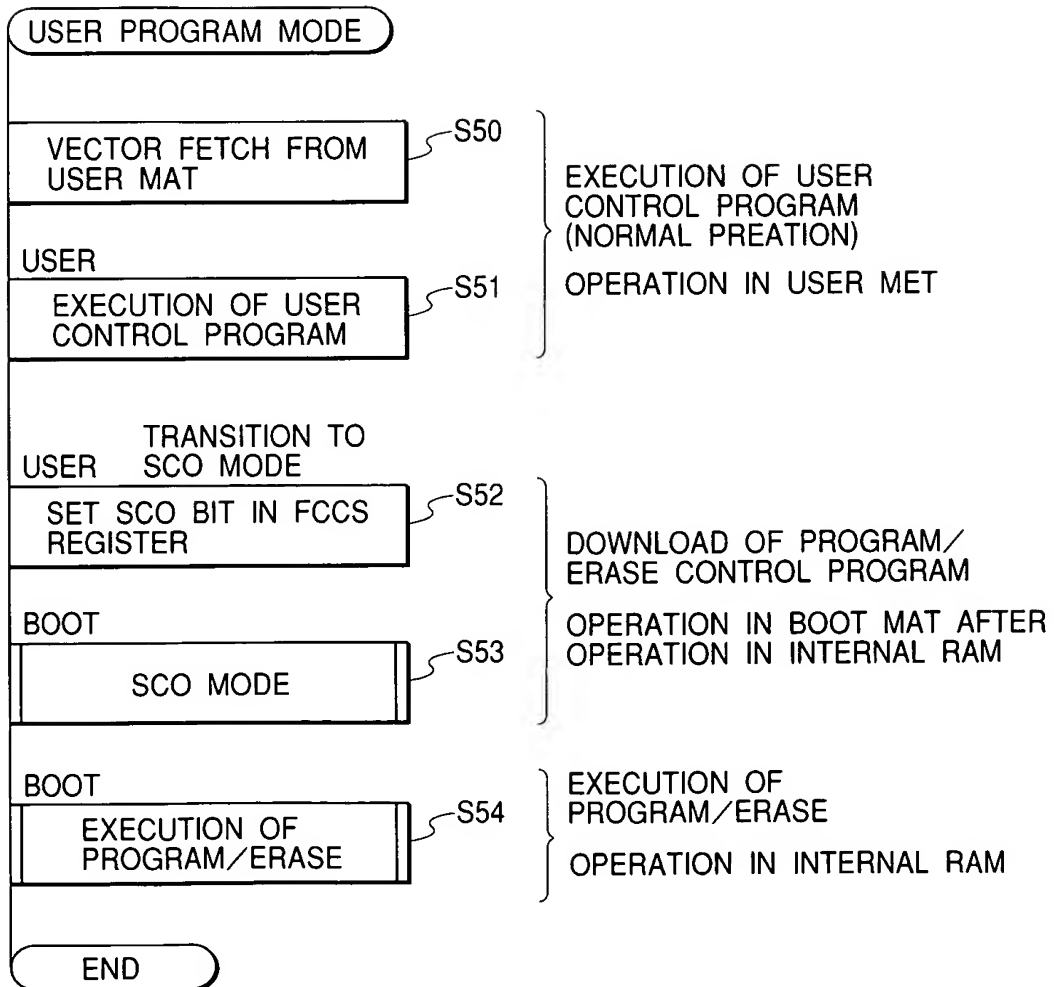 USER PROGRAM MODE
VECTOR FETCH FROM
USER MAT
S50
EXECUTION OF USER
CONTROL PROGRAM
(NORMAL PREATION)
OPERATION IN USER MET
USER
EXECUTION OF USER
CONTROL PROGRAM
S51
TRANSITION TO
USER SCO MODE
SET SCO BIT IN FCCS
REGISTER
S52
DOWNLOAD OF PROGRAM/
ERASE CONTROL PROGRAM
OPERATION IN BOOT MAT AFTER
OPERATION IN INTERNAL RAM
BOOT
SCO MODE
S53
BOOT
EXECUTION OF
PROGRAM/ERASE
S54
EXECUTION OF
PROGRAM/ERASE
OPERATION IN INTERNAL RAM
END